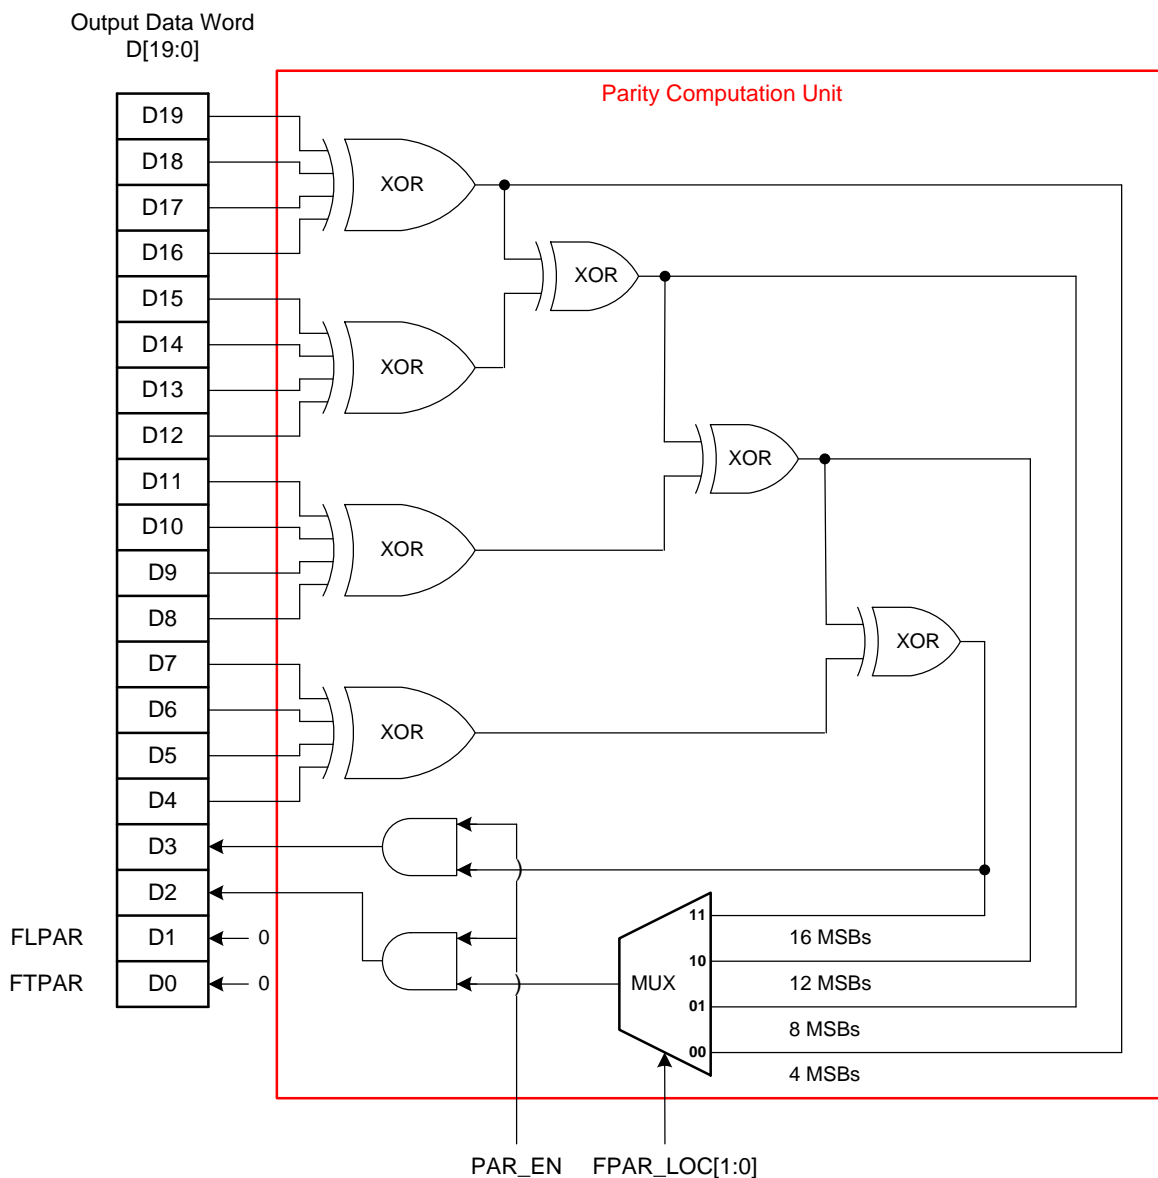 Output Data Word
D[19:0]
Parity Computation Unit
D19
D18
D17
D16
D15
D14
D13
D12
D11
D10
D9
D8
D7
D6
D5
D4
D3
D2
FLPAR D1 0
FTPAR D0 0
XOR
XOR
XOR
XOR
XOR
XOR
XOR
MUX
11
16 MSBs
10
12 MSBs
01
8 MSBs
00
4 MSBs
PAR_EN
FPAR_LOC[1:0]